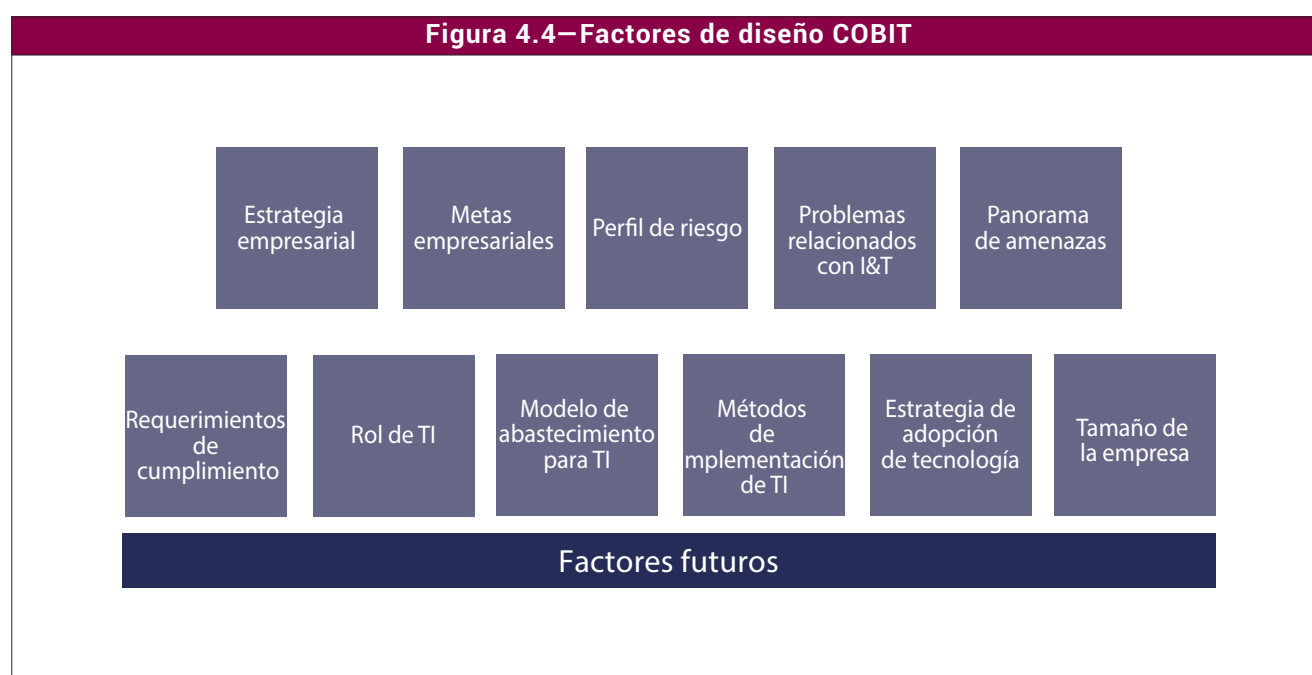 Figura 4.4—Factores de diseño COBIT
Estrategia
empresarial
Metas
empresariales
Perfil de riesgo
Problemas
relacionados
con I&T
Panorama
de amenazas
Requerimientos
de
cumplimiento
Rol de TI
Modelo de
abastecimiento
para TI
Métodos
de
mplementación
de TI
Estrategia de
adopción
de tecnología
Tamaño de
la empresa
Factores futuros